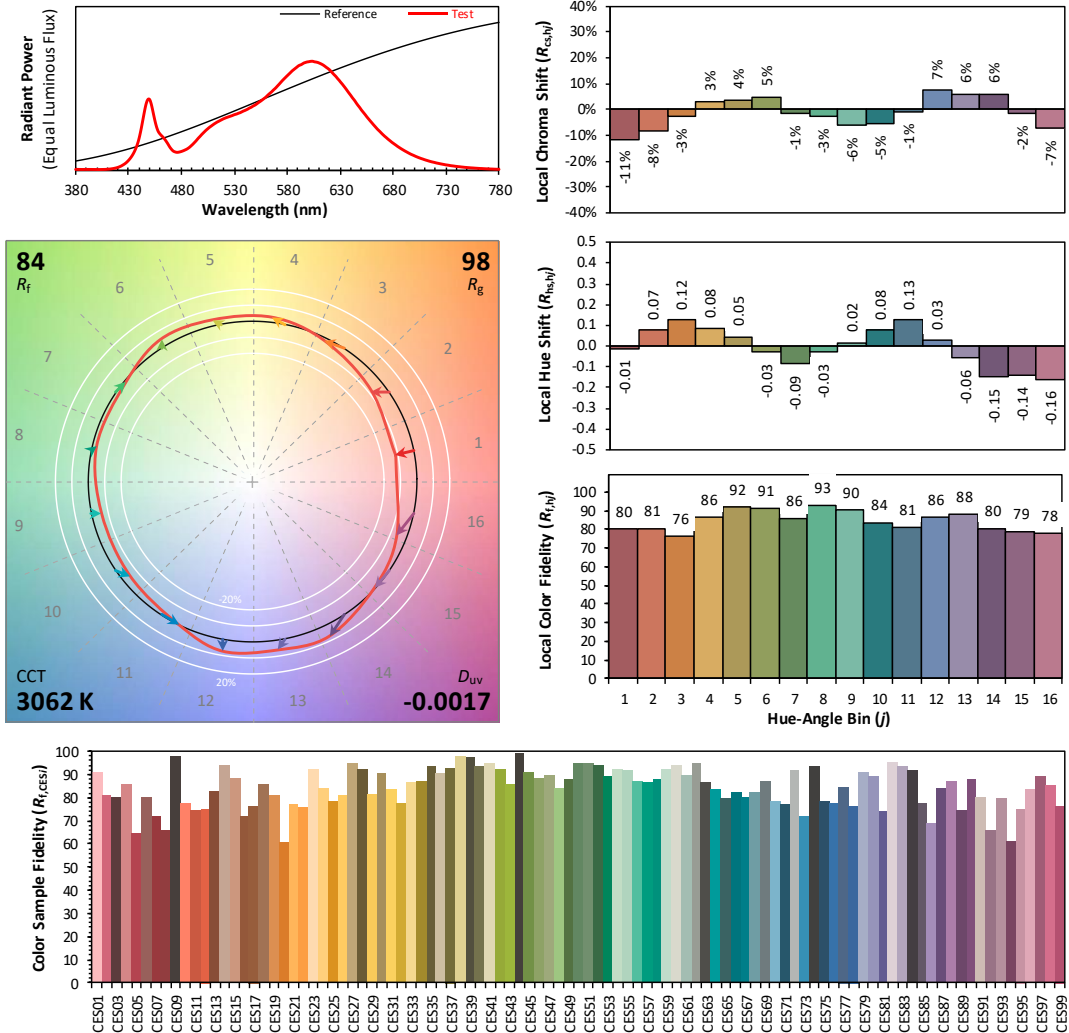 Radiant Power
(Equal Luminous Flux)
Reference
Test
380 430 480 530 580 630 680 730 780
Wavelength (nm)
Local Chroma Shift (Rcs,hj)
40%
30%
20%
10%
0%
-10%
-20%
-30%
-40%
-11% -8% -3% 3% 4% 5% -1% -3% -6% -5% -1% 7% 6% 6% -2% -7%
84
Rf
98
Rg
5 4
6 3
7 2
8 1
9 16
10 15
11 14
12 13
-20%
20%
CCT
3062 K
Duv
-0.0017
Local Hue Shift (Rhs,hj)
0.5
0.4
0.3
0.2
0.1
0.0
-0.1
-0.2
-0.3
-0.4
-0.5
-0.01 0.07 0.12 0.08 0.05 -0.03 -0.09 -0.03 0.02 0.08 0.13 0.03 -0.06 -0.15 -0.14 -0.16
Local Color Fidelity (Rf,hj)
100
90
80
70
60
50
40
30
20
10
0
80 81 76 86 92 91 86 93 90 84 81 86 88 80 79 78
1 2 3 4 5 6 7 8 9 10 11 12 13 14 15 16
Hue-Angle Bin (j)
Color Sample Fidelity (Rf,CESi)
100
90
80
70
60
50
40
30
20
10
0
CES01 CES03 CES05 CES07 CES09 CES11 CES13 CES15 CES17 CES19 CES21 CES23 CES25 CES27 CES29 CES31 CES33 CES35 CES37 CES39 CES41 CES43 CES45 CES47 CES49 CES51 CES53 CES55 CES57 CES59 CES61 CES63 CES65 CES67 CES69 CES71 CES73 CES75 CES77 CES79 CES81 CES83 CES85 CES87 CES89 CES91 CES93 CES95 CES97 CES99